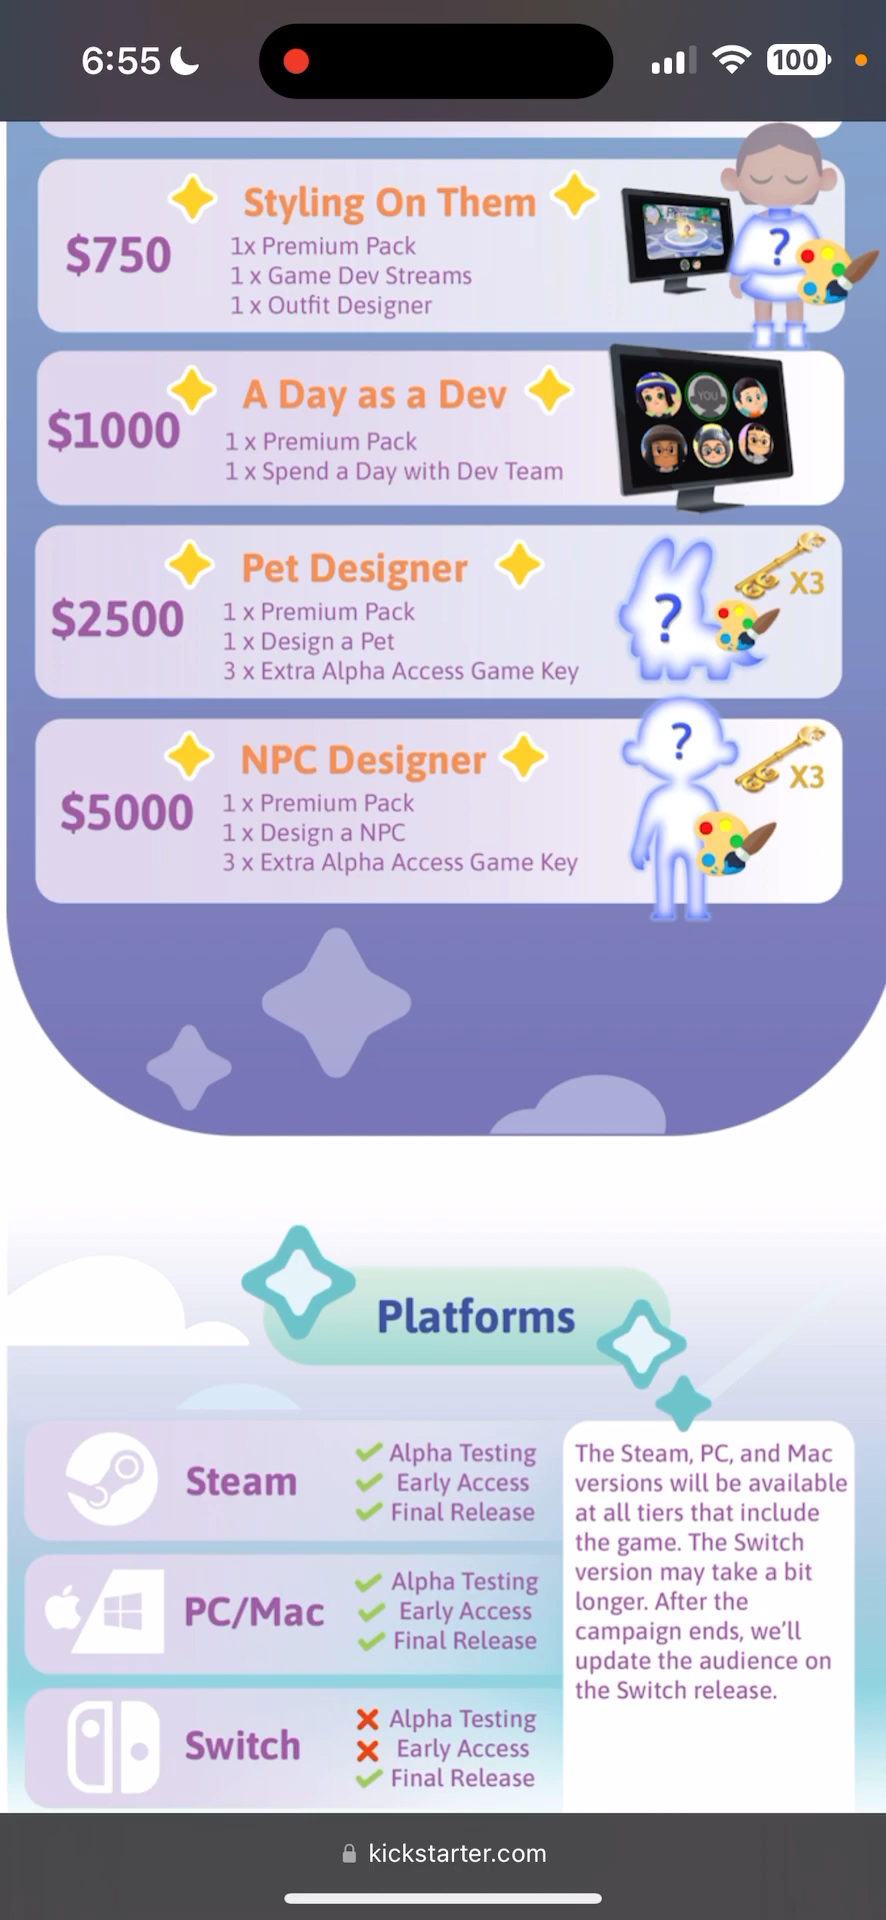 6:55
100
Styling On Them
$750
1x Premium Pack
1 x Game Dev Streams
1 x Outfit Designer
?
A Day as a Dev
$1000
1 x Premium Pack
1 x Spend a Day with Dev Team
YOU
Pet Designer
$2500
1 x Premium Pack
1 x Design a Pet
3 x Extra Alpha Access Game Key
?
X3
NPC Designer
$5000
1 x Premium Pack
1 x Design a NPC
3 x Extra Alpha Access Game Key
?
X3
Platforms
Steam
Alpha Testing
Early Access
Final Release
PC/Mac
Alpha Testing
Early Access
Final Release
Switch
Alpha Testing
Early Access
Final Release
The Steam, PC, and Mac
versions will be available
at all tiers that include
the game. The Switch
version may take a bit
longer. After the
campaign ends, we'll
update the audience on
the Switch release.
kickstarter.com